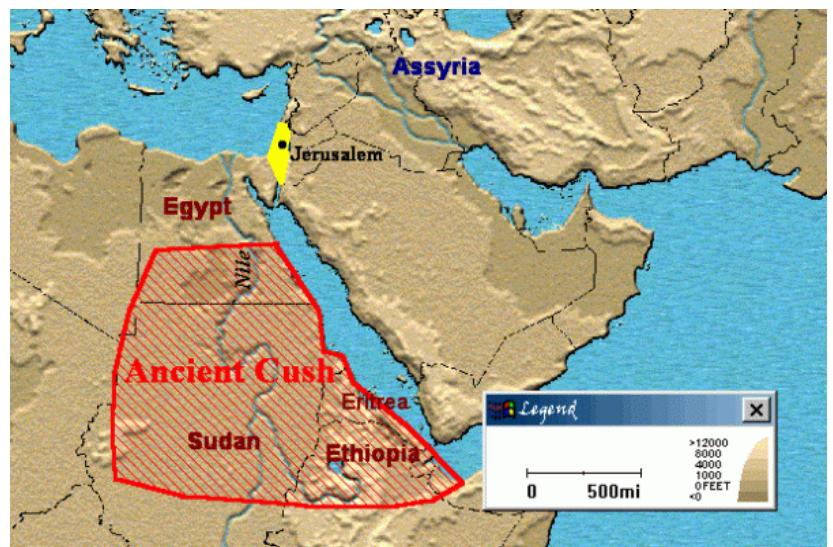 Assyria
Jerusalem
Egypt
Nile
Ancient Cush
Eritrea
Sudan
Ethiopia
Legend
>12000
8000
4000
1000
0FEET
<0
0 500mi